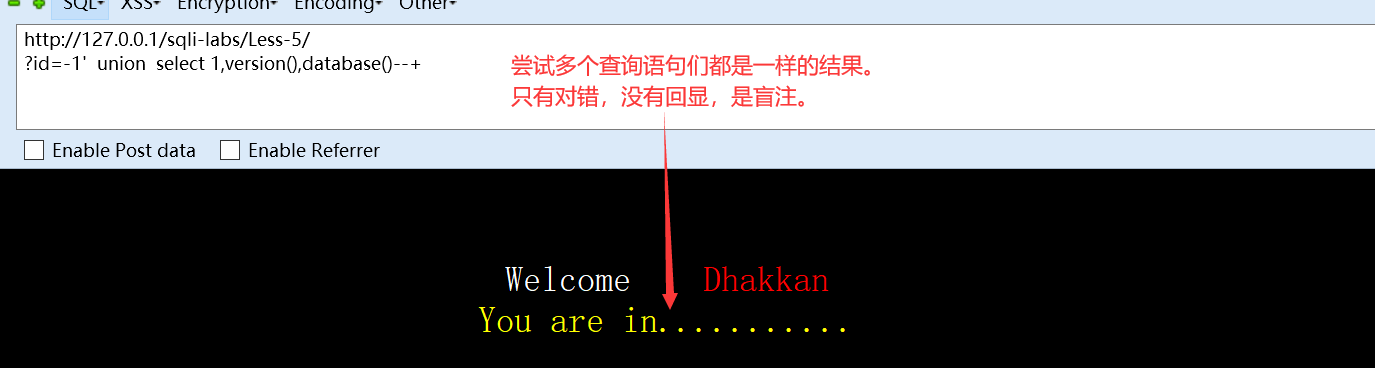 SQL▾ XSS▾ Encryption▾ Encoding▾ Other▾
http://127.0.0.1/sqli-labs/Less-5/
?id=-1'  union  select 1,version(),database()--+
尝试多个查询语句们都是一样的结果。
只有对错，没有回显，是盲注。
Enable Post data Enable Referrer
Welcome Dhakkan
You are in...........